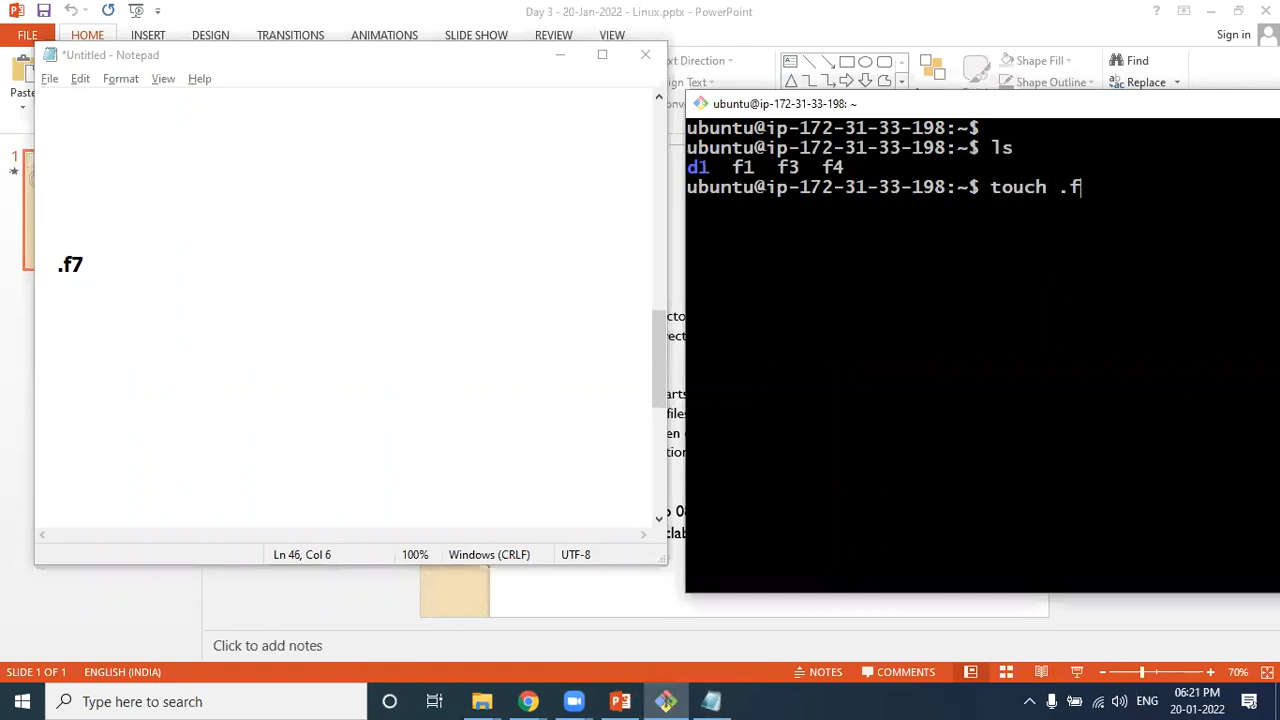 Day 3 - 20-Jan-2022 - Linux.pptx - PowerPoint
?
FILE HOME INSERT DESIGN TRANSITIONS ANIMATIONS SLIDE SHOW REVIEW VIEW Sign in
*Untitled - Notepad
File Edit Format View Help
Paste
Shape Fill
Shape Outline
Find
Replace
ubuntu@ip-172-31-33-198: ~
ubuntu@ip-172-31-33-198:~$
ubuntu@ip-172-31-33-198:~$ ls
d1 f1 f3 f4
ubuntu@ip-172-31-33-198:~$ touch .f
1
.f7
Ln 46, Col 6 100% Windows (CRLF) UTF-8
Click to add notes
SLIDE 1 OF 1 ENGLISH (INDIA) NOTES COMMENTS 70%
Type here to search
ENG
06:21 PM
20-01-2022